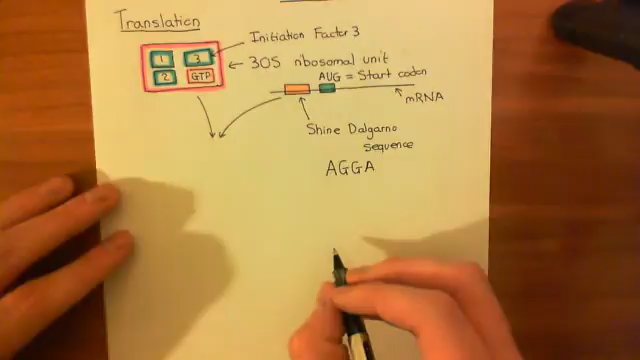 Translation
Initiation Factor 3
1 3
2 GTP
30S ribosomal unit
AUG = Start codon
mRNA
Shine Dalgarno
sequence
AGGA